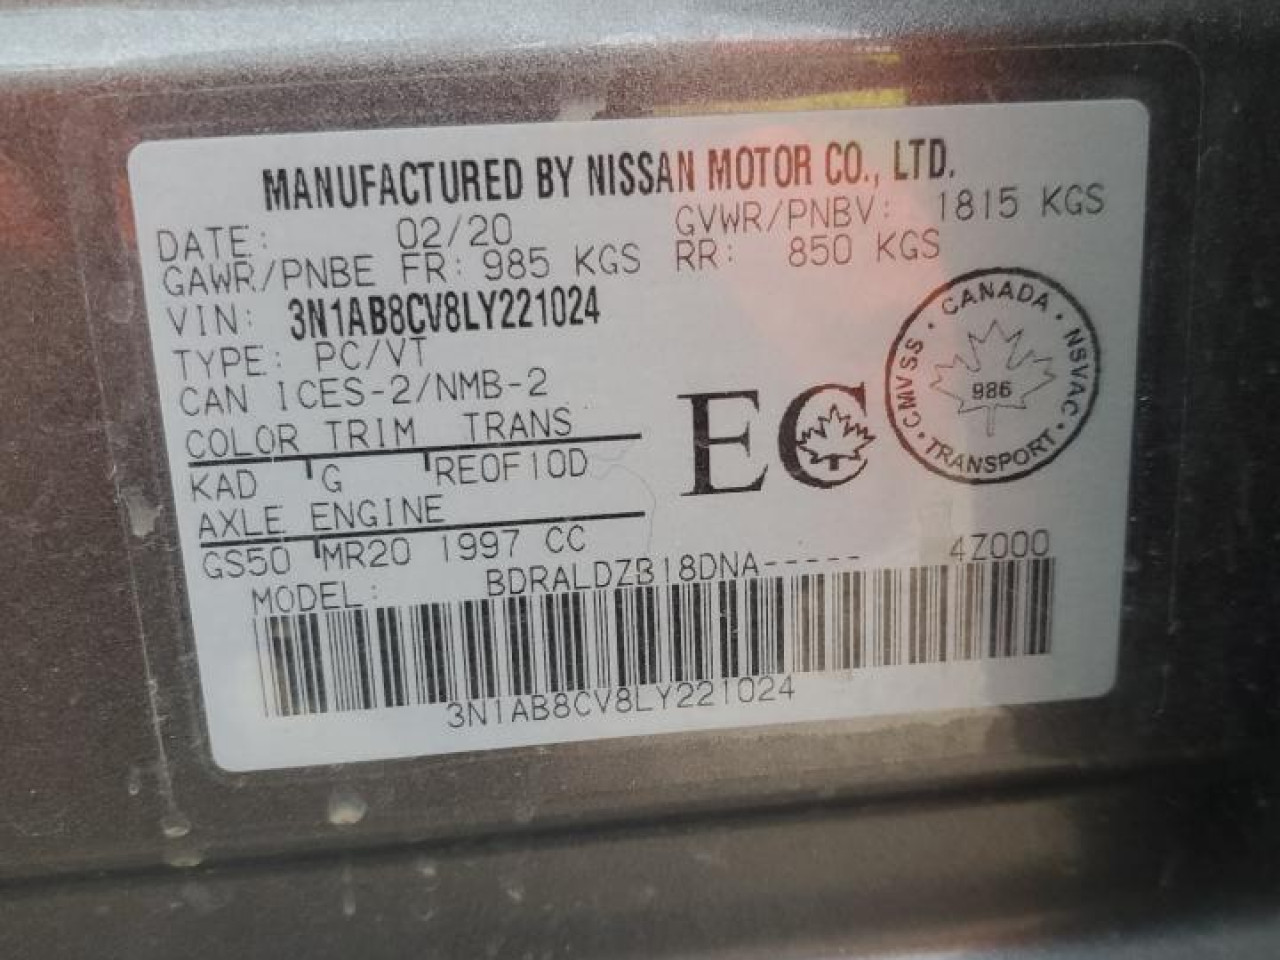 MANUFACTURED BY NISSAN MOTOR CO., LTD.
DATE: 02/20 GVWR/PNBV: 1815 KGS
GAWR/PNBE FR: 985 KGS RR: 850 KGS
VIN: 3N1AB8CV8LY221024
TYPE: PC/VT
CAN ICES-2/NMB-2
COLOR TRIM TRANS
KAD G RE0F10D
AXLE ENGINE
GS50 MR20 1997 CC
MODEL: BDRALDZB18DNA----- 4Z000
3N1AB8CV8LY221024
EC
CANADA · NSVAC · TRANSPORT · CMVSS ·
986